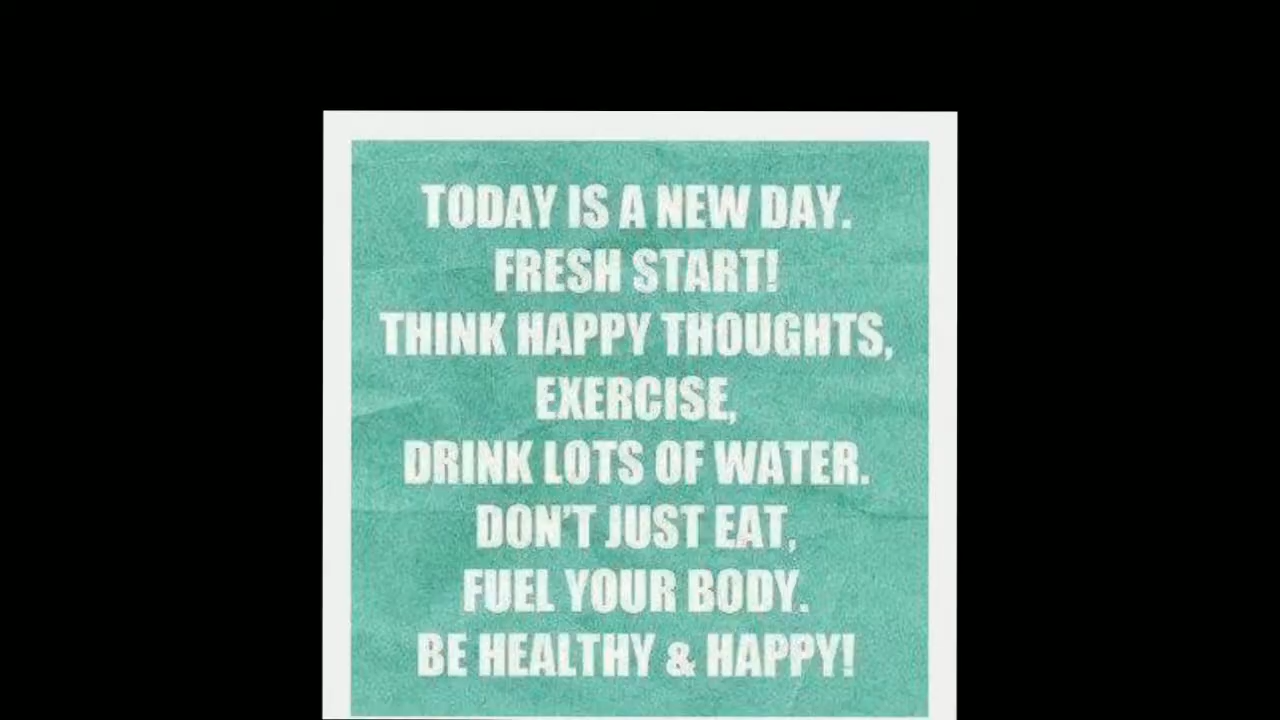 TODAY IS A NEW DAY.
FRESH START!
THINK HAPPY THOUGHTS,
EXERCISE,
DRINK LOTS OF WATER.
DON'T JUST EAT,
FUEL YOUR BODY.
BE HEALTHY & HAPPY!